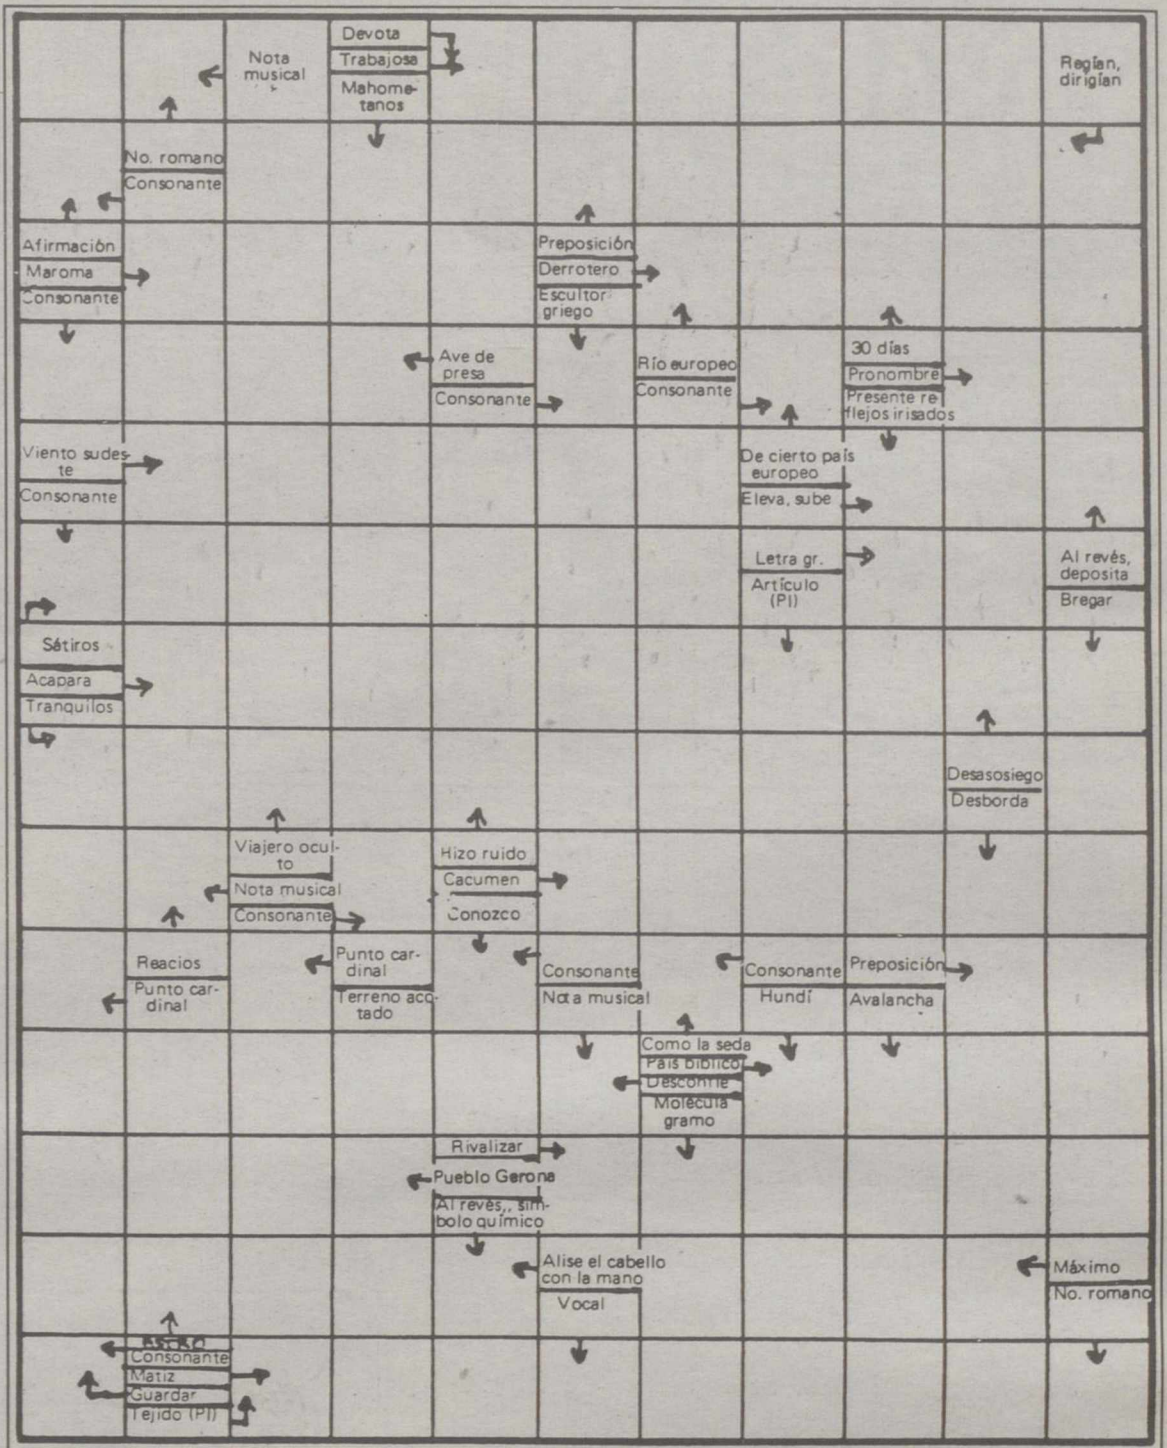 Nota
musical
Devota
Trabajosa
Mahome-
tanos
Regían,
dirigían
No. romano
Consonante
Afirmación
Maroma
Consonante
Preposición
Derrotero
Escultor
griego
Ave de
presa
Consonante
Río europeo
Consonante
30 días
Pronombre
Presente re
flejos irisados
Viento sudes-
te
Consonante
De cierto país
europeo
Eleva, sube
Letra gr.
Artículo
(Pl)
Al revés,
deposita
Bregar
Sátiros
Acapara
Tranquilos
Desasosiego
Desborda
Viajero ocul-
to
Nota musical
Consonante
Hizo ruido
Cacumen
Conozco
Reacios
Punto car-
dinal
Punto car-
dinal
Terreno aco-
tado
Consonante
Nota musical
Consonante
Hundí
Preposición
Avalancha
Como la seda
País bíblico
Desconfíe
Molécula
gramo
Rivalizar
Pueblo Gerona
Al revés,, sím-
bolo químico
Alise el cabello
con la mano
Vocal
Máximo
No. romano
ASTRO
Consonante
Matiz
Guardar
Tejido (Pl)